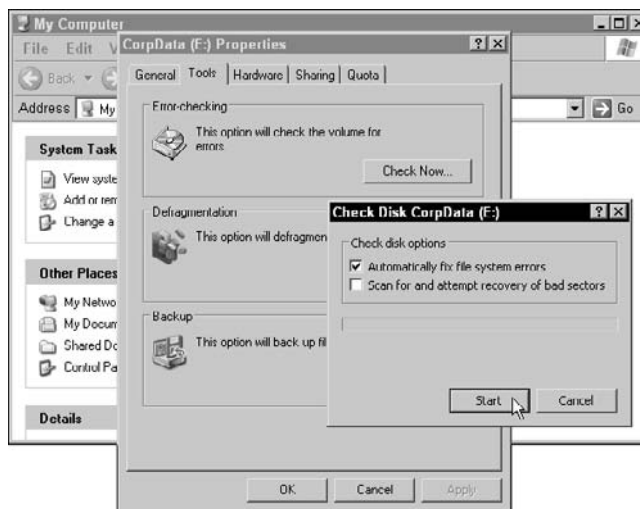 My Computer
File Edit V
Back
Address My
Go
System Task
View syste
Add or rem
Change a
Other Places
My Netwo
My Docum
Shared Do
Control Pa
Details
CorpData (F:) Properties
General Tools Hardware Sharing Quota
Error-checking
This option will check the volume for
errors
Check Now...
Defragmentation
This option will defragmen
Backup
This option will back up fil
OK Cancel Apply
Check Disk CorpData (F:)
Check disk options
Automatically fix file system errors
Scan for and attempt recovery of bad sectors
Start Cancel